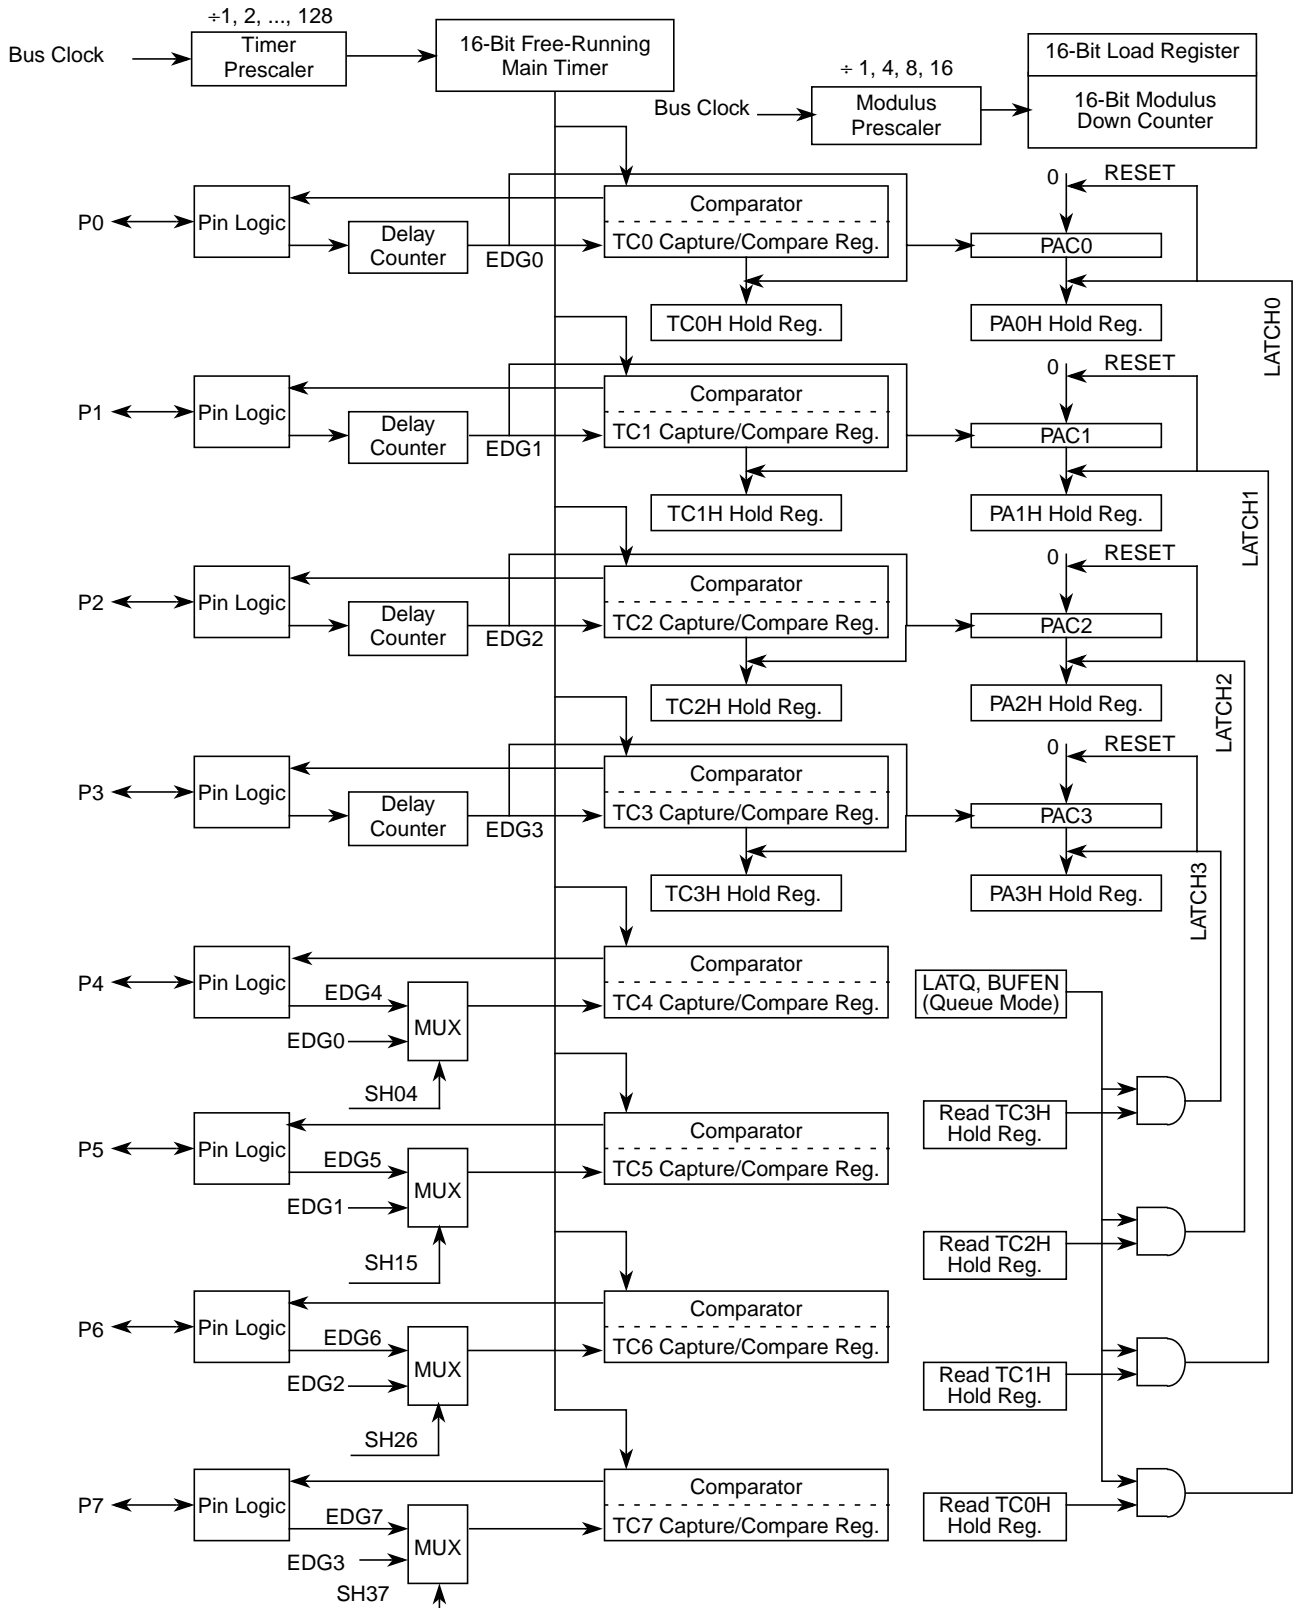 ÷1, 2, ..., 128
Bus Clock
Timer
Prescaler
16-Bit Free-Running
Main Timer
÷ 1, 4, 8, 16
Bus Clock
Modulus
Prescaler
16-Bit Load Register
16-Bit Modulus
Down Counter
P0
Pin Logic
Delay
Counter
EDG0
Comparator
TC0 Capture/Compare Reg.
TC0H Hold Reg.
0
RESET
PAC0
PA0H Hold Reg.
LATCH0
P1
Pin Logic
Delay
Counter
EDG1
Comparator
TC1 Capture/Compare Reg.
TC1H Hold Reg.
0
RESET
PAC1
PA1H Hold Reg.
LATCH1
P2
Pin Logic
Delay
Counter
EDG2
Comparator
TC2 Capture/Compare Reg.
TC2H Hold Reg.
0
RESET
PAC2
PA2H Hold Reg.
LATCH2
P3
Pin Logic
Delay
Counter
EDG3
Comparator
TC3 Capture/Compare Reg.
TC3H Hold Reg.
0
RESET
PAC3
PA3H Hold Reg.
LATCH3
P4
Pin Logic
EDG4
EDG0
MUX
SH04
Comparator
TC4 Capture/Compare Reg.
LATQ, BUFEN
(Queue Mode)
P5
Pin Logic
EDG5
EDG1
MUX
SH15
Comparator
TC5 Capture/Compare Reg.
Read TC3H
Hold Reg.
P6
Pin Logic
EDG6
EDG2
MUX
SH26
Comparator
TC6 Capture/Compare Reg.
Read TC2H
Hold Reg.
Read TC1H
Hold Reg.
P7
Pin Logic
EDG7
EDG3
MUX
SH37
Comparator
TC7 Capture/Compare Reg.
Read TC0H
Hold Reg.